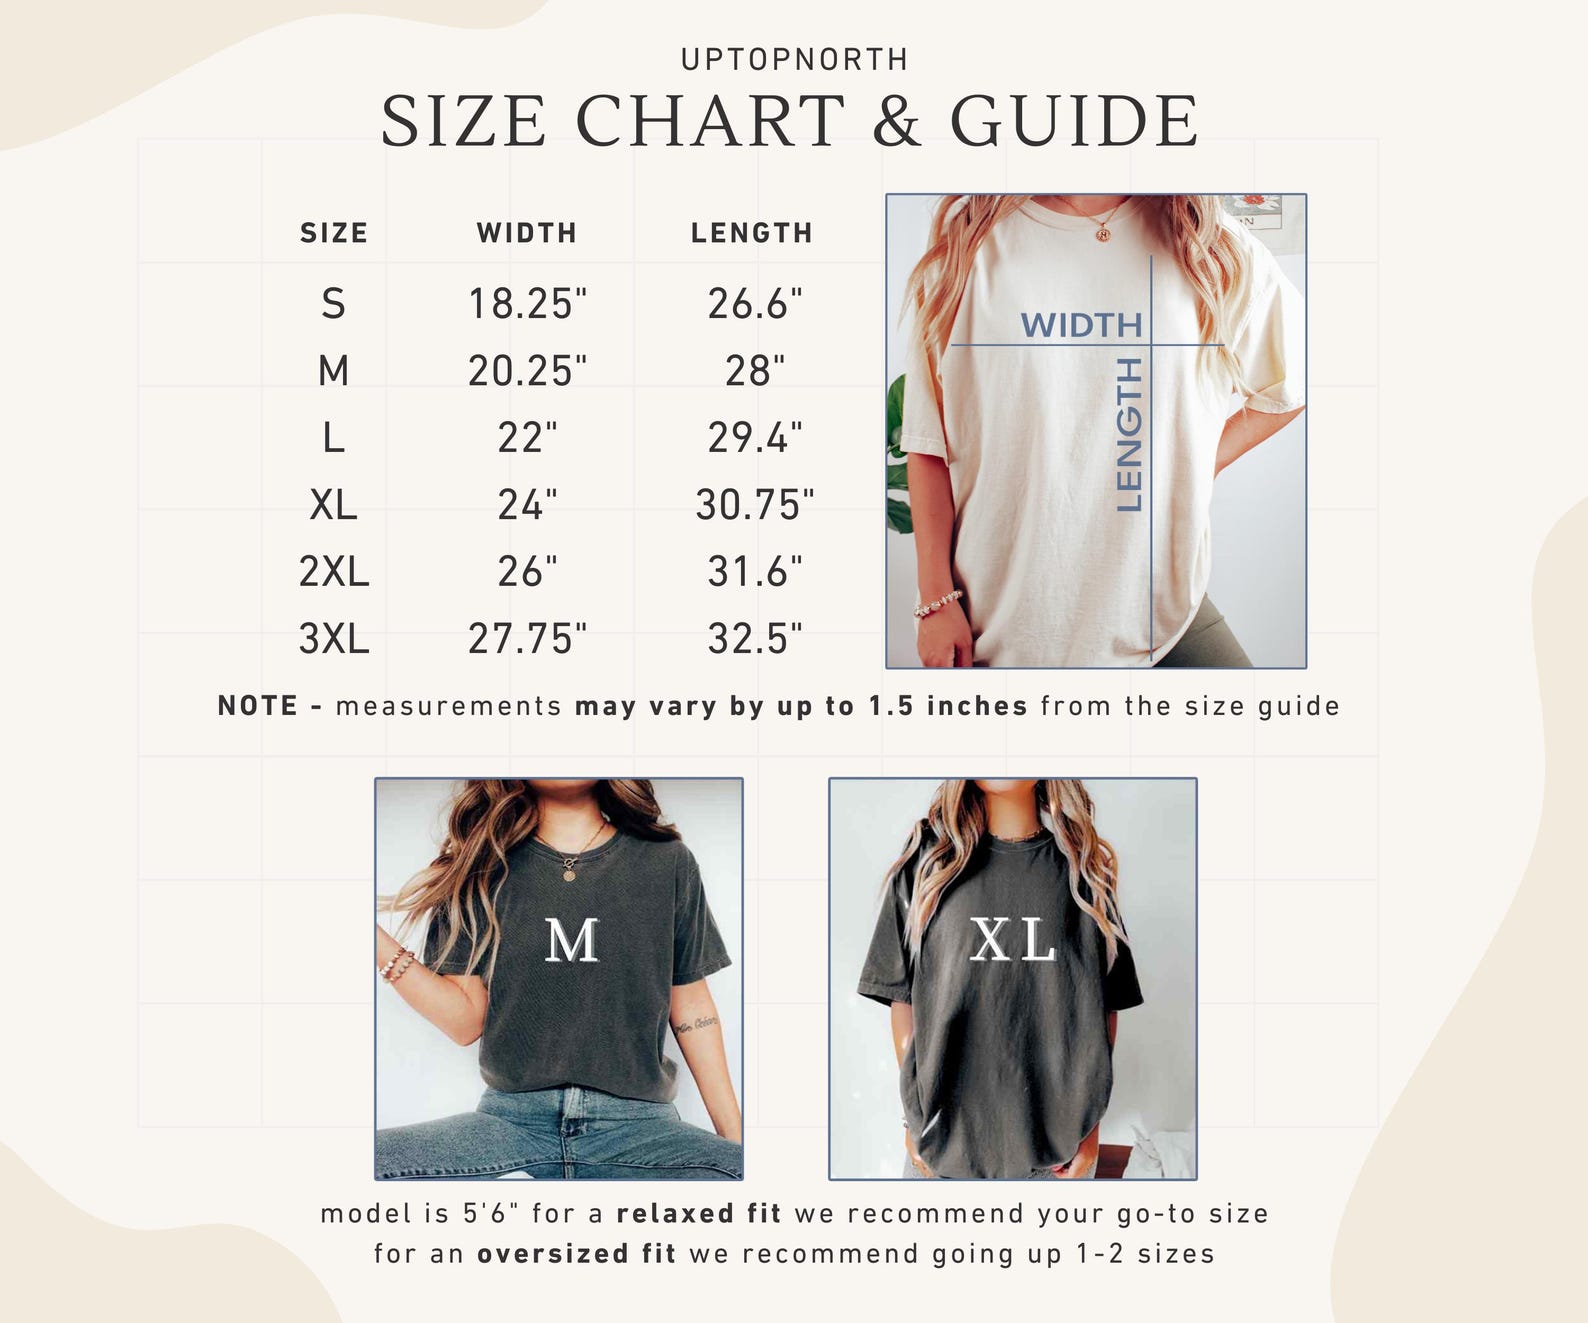 UPTOPNORTH
SIZE CHART & GUIDE
SIZE WIDTH LENGTH
S 18.25" 26.6"
M 20.25" 28"
L 22" 29.4"
XL 24" 30.75"
2XL 26" 31.6"
3XL 27.75" 32.5"
WIDTH
LENGTH
NOTE - measurements may vary by up to 1.5 inches from the size guide
M
XL
model is 5'6" for a relaxed fit we recommend your go-to size
for an oversized fit we recommend going up 1-2 sizes